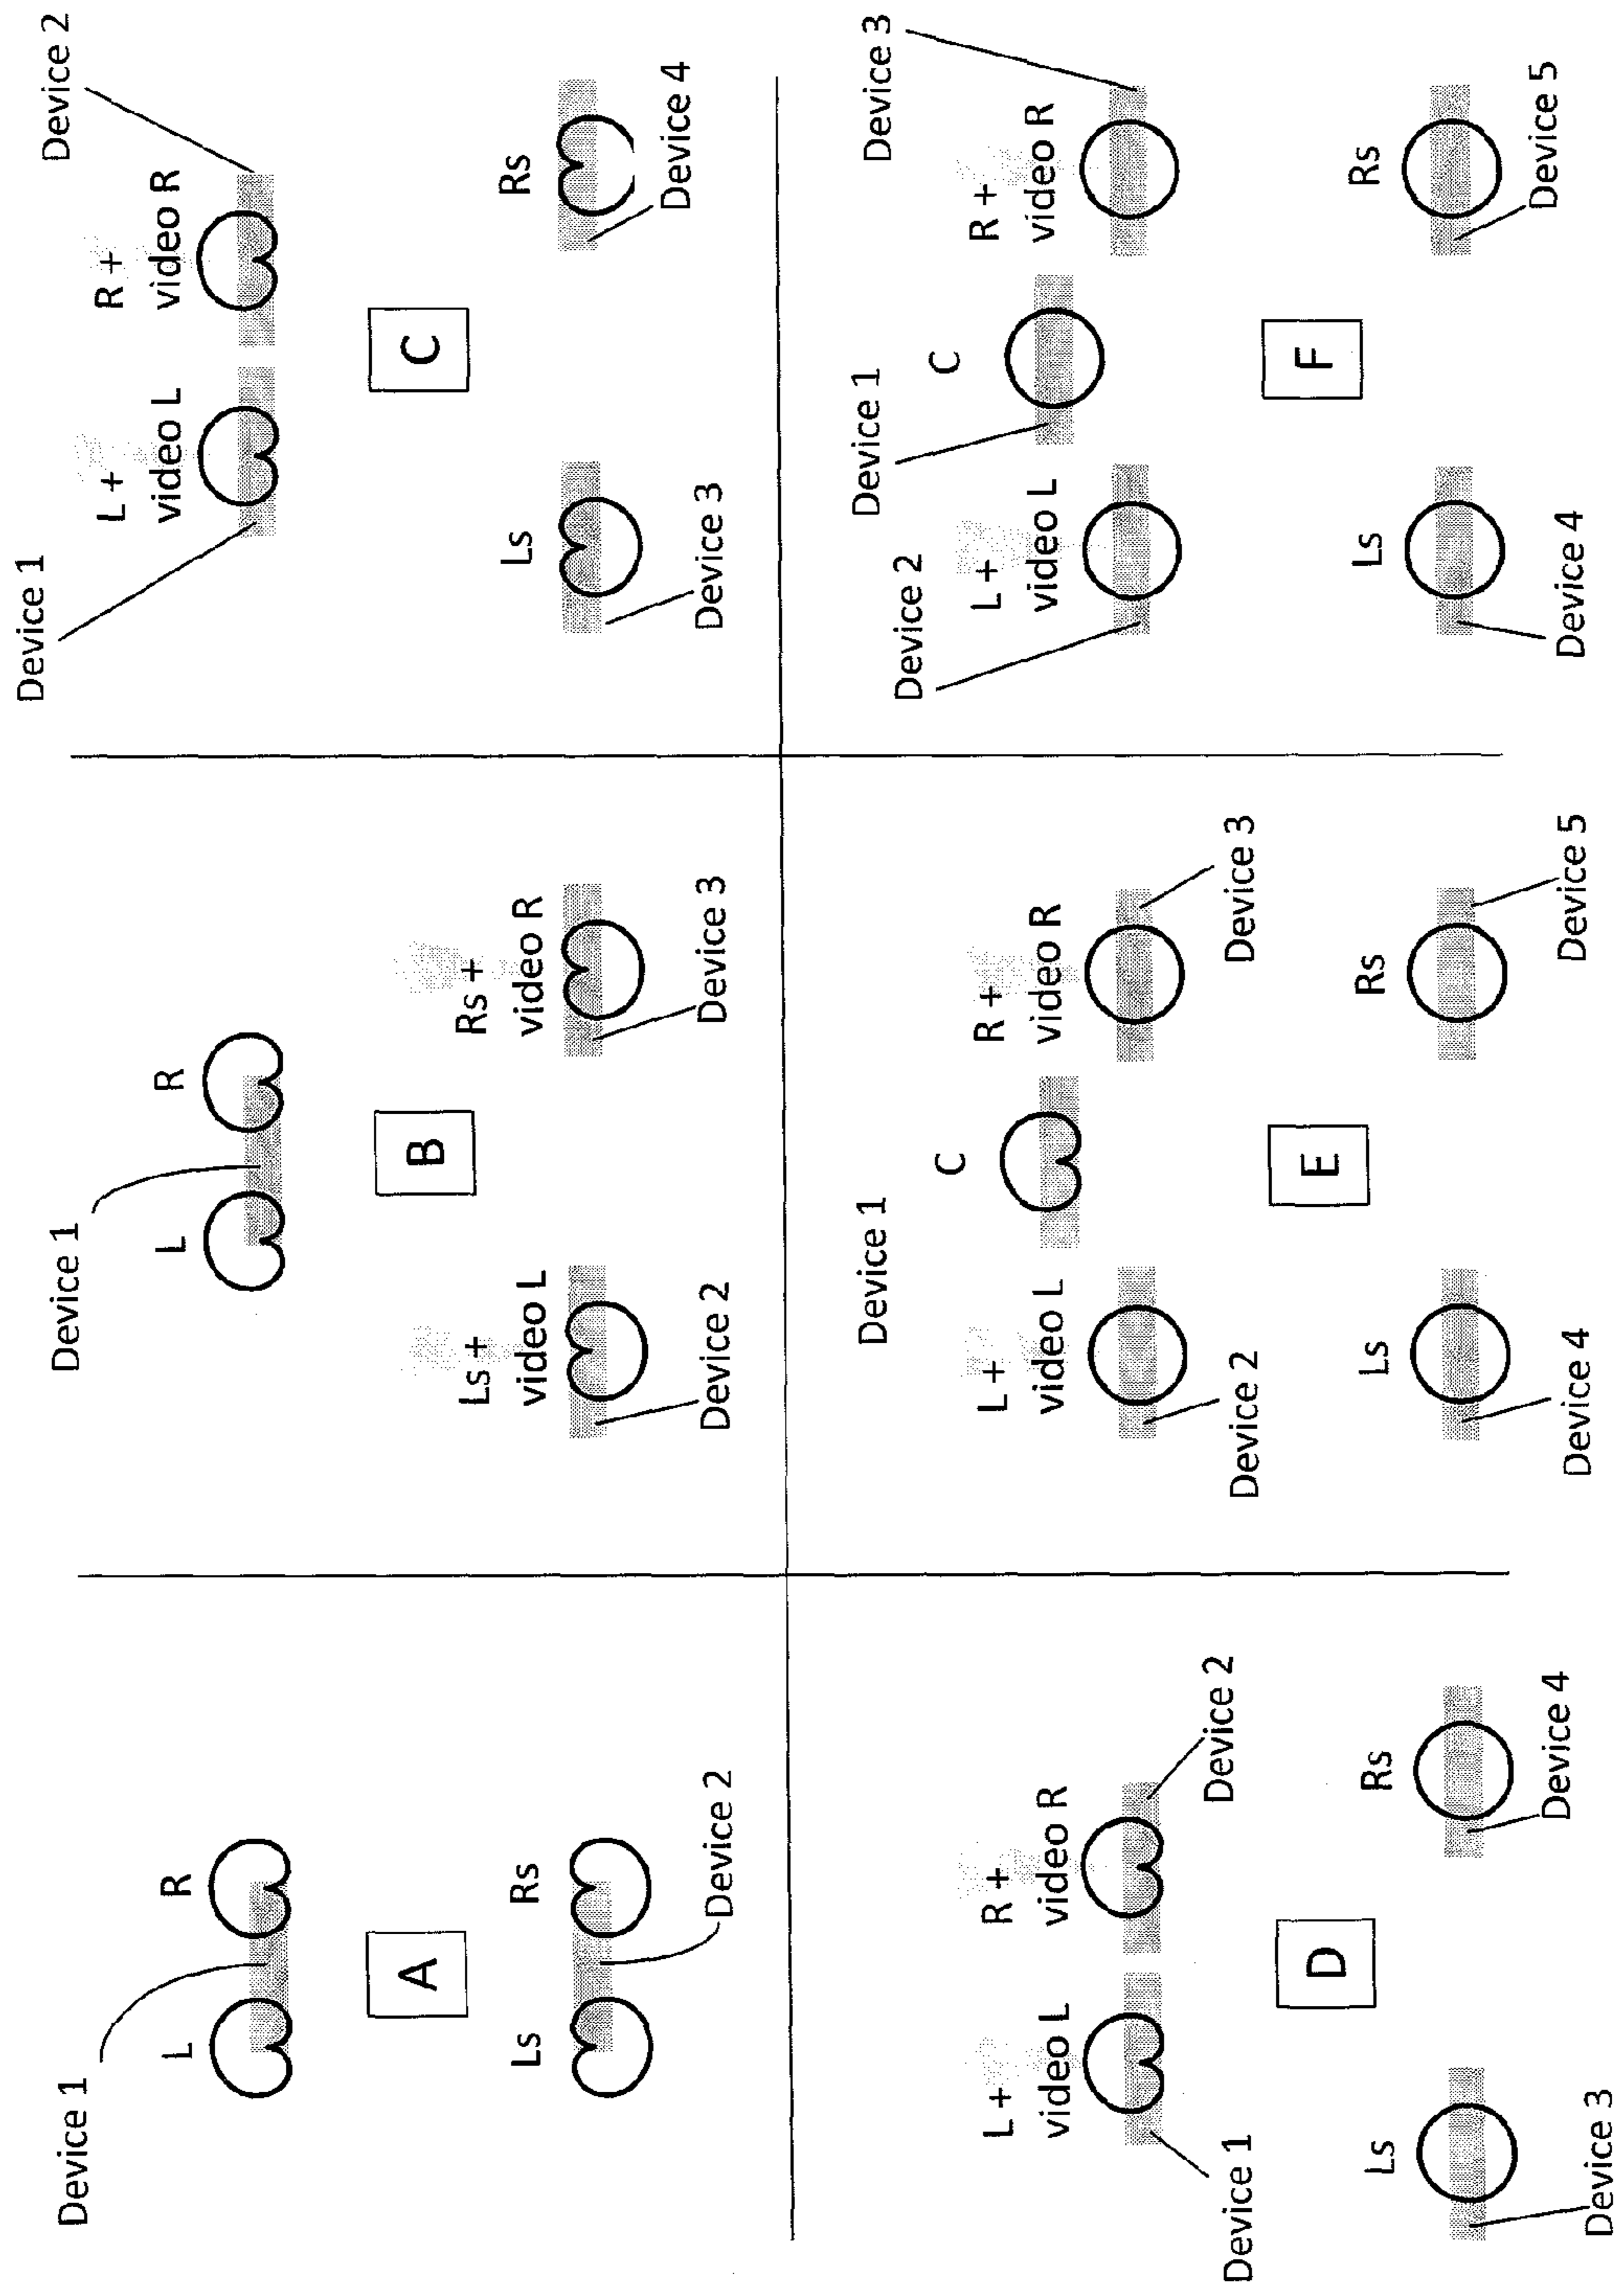 Device 1
L
R
A
Ls
Rs
Device 2
Device 1
L
R
B
Ls +
video L
Rs +
video R
Device 2
Device 3
Device 1
Device 2
L +
video L
R +
video R
C
Ls
Rs
Device 3
Device 4
L +
video L
R +
video R
Device 1
Device 2
D
Ls
Rs
Device 3
Device 4
Device 1
C
L +
video L
R +
video R
Device 2
Device 3
E
Ls
Rs
Device 4
Device 5
Device 1
C
Device 2
Device 3
L +
video L
R +
video R
F
Ls
Rs
Device 4
Device 5